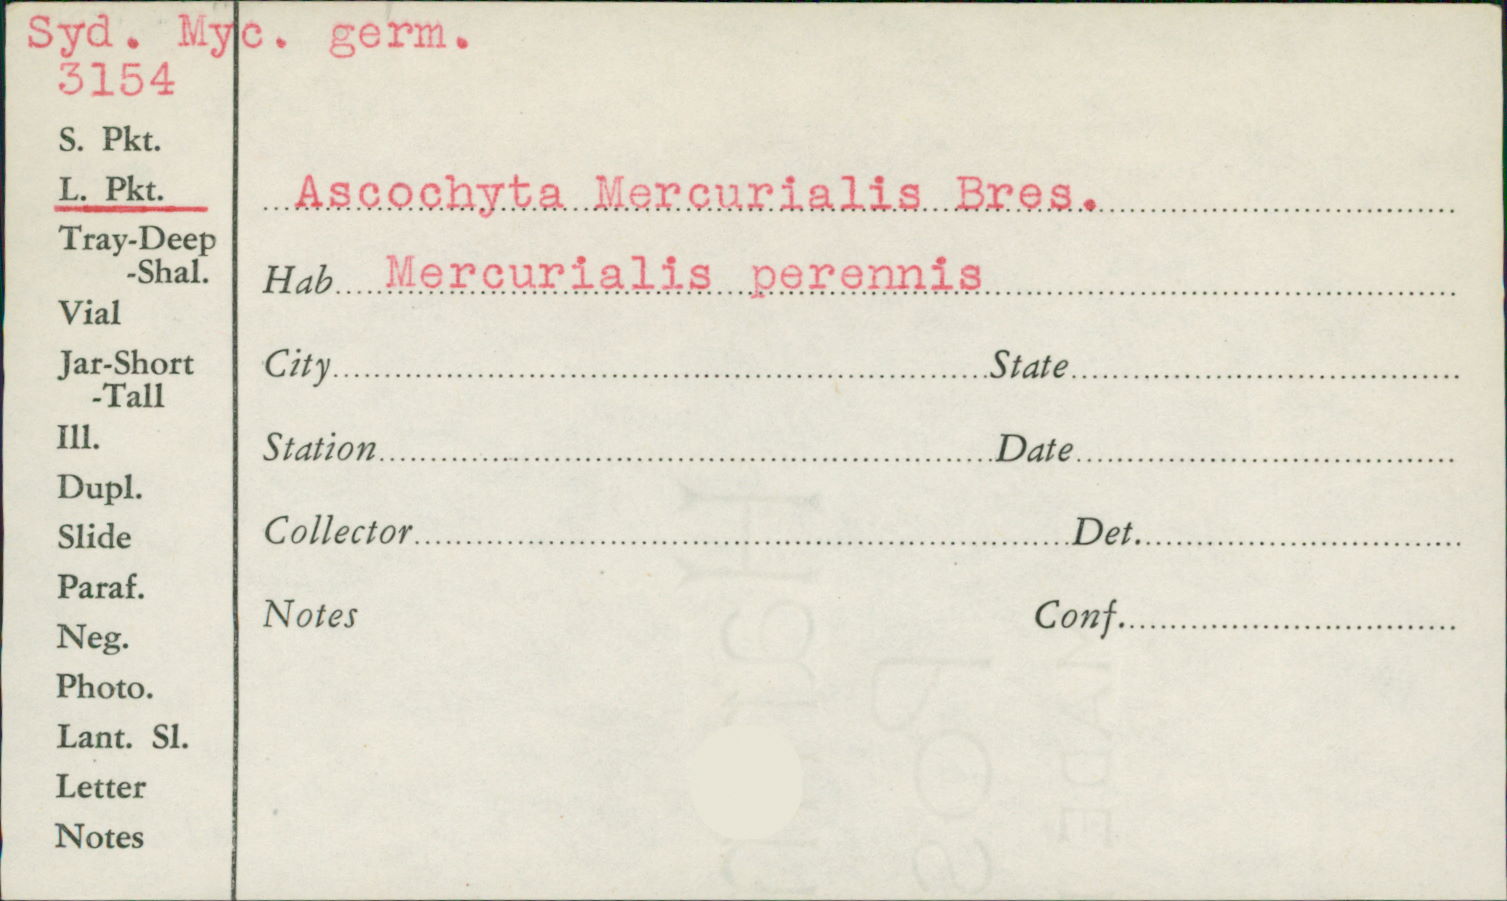 Syd. Myc. germ.
3154
S. Pkt.
L. Pkt.
Tray-Deep
-Shal.
Vial
Jar-Short
-Tall
Ill.
Dupl.
Slide
Paraf.
Neg.
Photo.
Lant. Sl.
Letter
Notes
Ascochyta Mercurialis Bres.
Hab Mercurialis perennis
City State
Station Date
Collector Det.
Notes Conf.